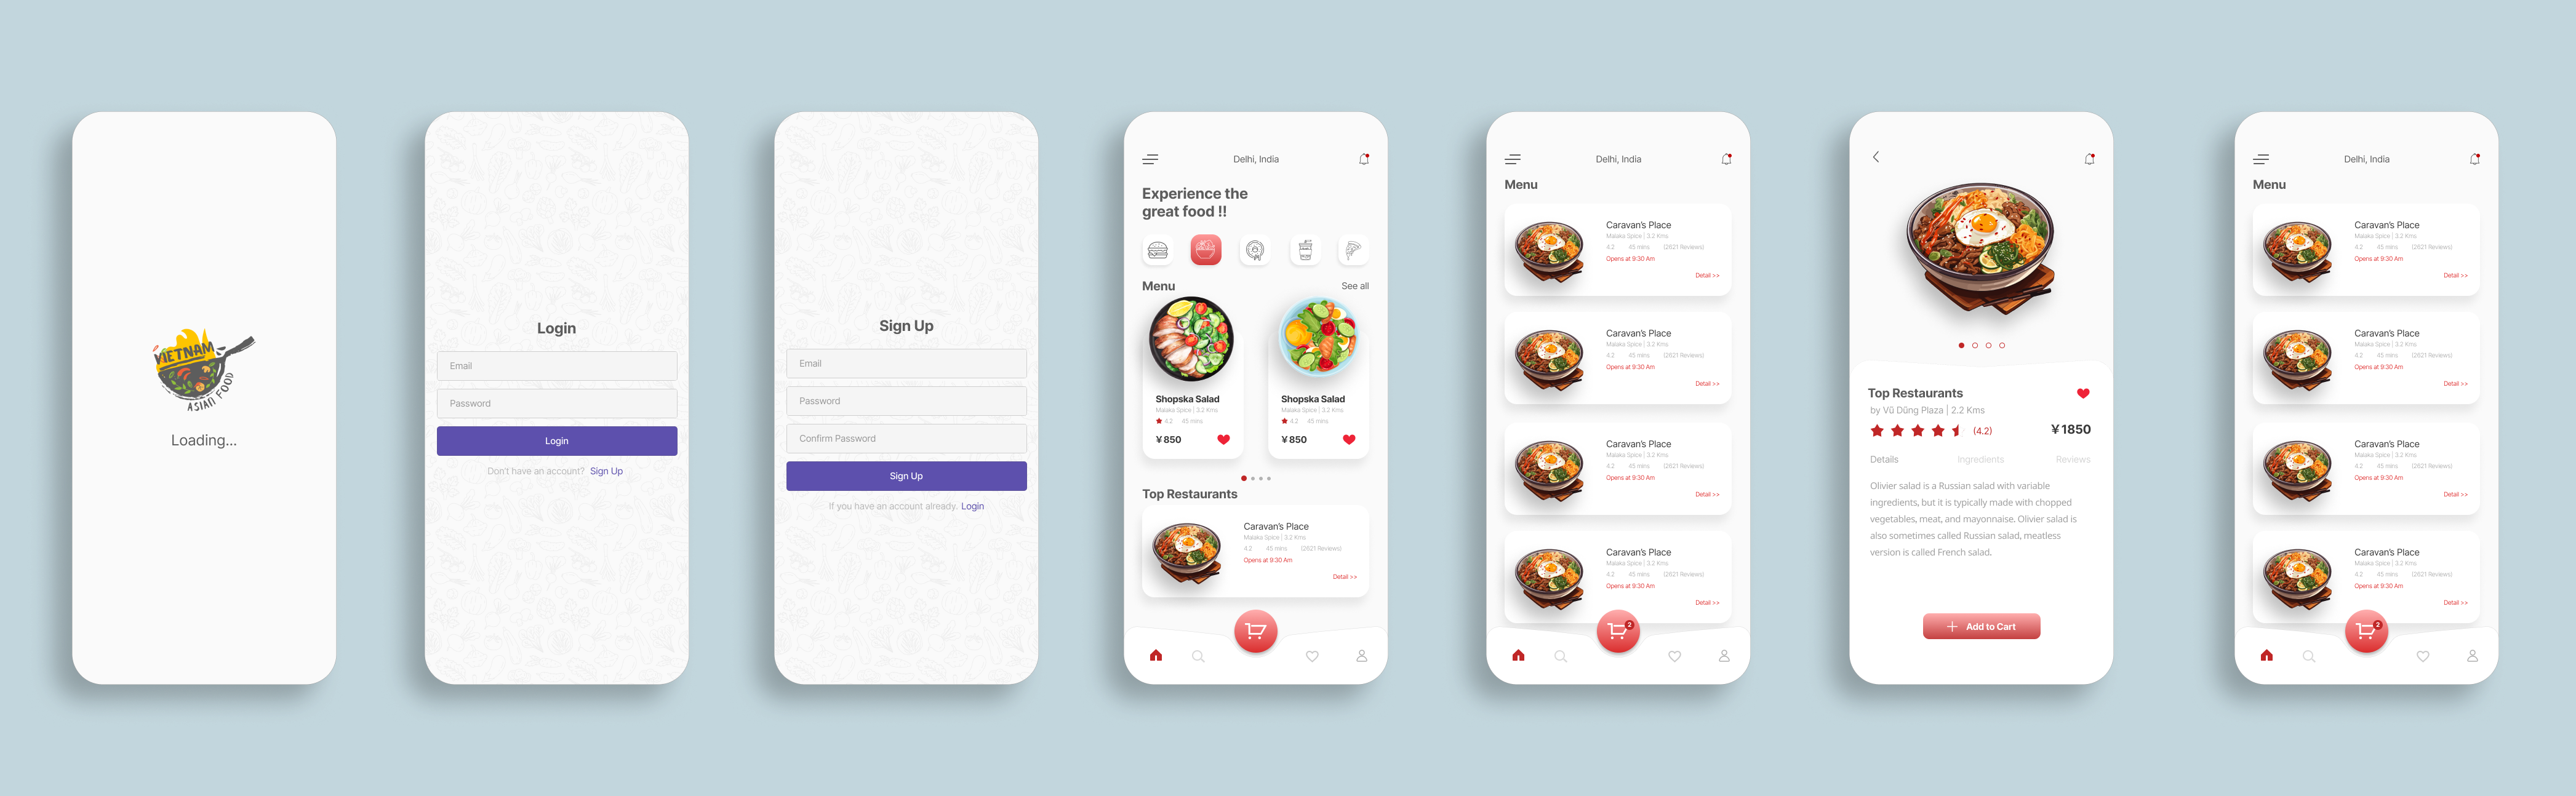 VIETNAM
ASIAN FOOD
Loading...
Login
Email
Password
Login
Don't have an account? Sign Up
Sign Up
Email
Password
Confirm Password
Sign Up
If you have an account already. Login
Delhi, India
Experience the
great food !!
Menu
See all
Shopska Salad
Malaka Spice | 3.2 Kms
4.2 45 mins
¥ 850
Shopska Salad
Malaka Spice | 3.2 Kms
4.2 45 mins
¥ 850
Top Restaurants
Caravan's Place
Malaka Spice | 3.2 Kms
4.2 45 mins (2621 Reviews)
Opens at 9:30 Am
Detail >>
Delhi, India
Menu
Caravan's Place
Malaka Spice | 3.2 Kms
4.2 45 mins (2621 Reviews)
Opens at 9:30 Am
Detail >>
Caravan's Place
Malaka Spice | 3.2 Kms
4.2 45 mins (2621 Reviews)
Opens at 9:30 Am
Detail >>
Caravan's Place
Malaka Spice | 3.2 Kms
4.2 45 mins (2621 Reviews)
Opens at 9:30 Am
Detail >>
Caravan's Place
Malaka Spice | 3.2 Kms
4.2 45 mins (2621 Reviews)
Opens at 9:30 Am
Detail >>
2
Top Restaurants
by Vũ Dũng Plaza | 2.2 Kms
(4.2)
¥ 1850
Details Ingredients Reviews
Olivier salad is a Russian salad with variable
ingredients, but it is typically made with chopped
vegetables, meat, and mayonnaise. Olivier salad is
also sometimes called Russian salad, meatless
version is called French salad.
Add to Cart
Delhi, India
Menu
Caravan's Place
Malaka Spice | 3.2 Kms
4.2 45 mins (2621 Reviews)
Opens at 9:30 Am
Detail >>
Caravan's Place
Malaka Spice | 3.2 Kms
4.2 45 mins (2621 Reviews)
Opens at 9:30 Am
Detail >>
Caravan's Place
Malaka Spice | 3.2 Kms
4.2 45 mins (2621 Reviews)
Opens at 9:30 Am
Detail >>
Caravan's Place
Malaka Spice | 3.2 Kms
4.2 45 mins (2621 Reviews)
Opens at 9:30 Am
Detail >>
2